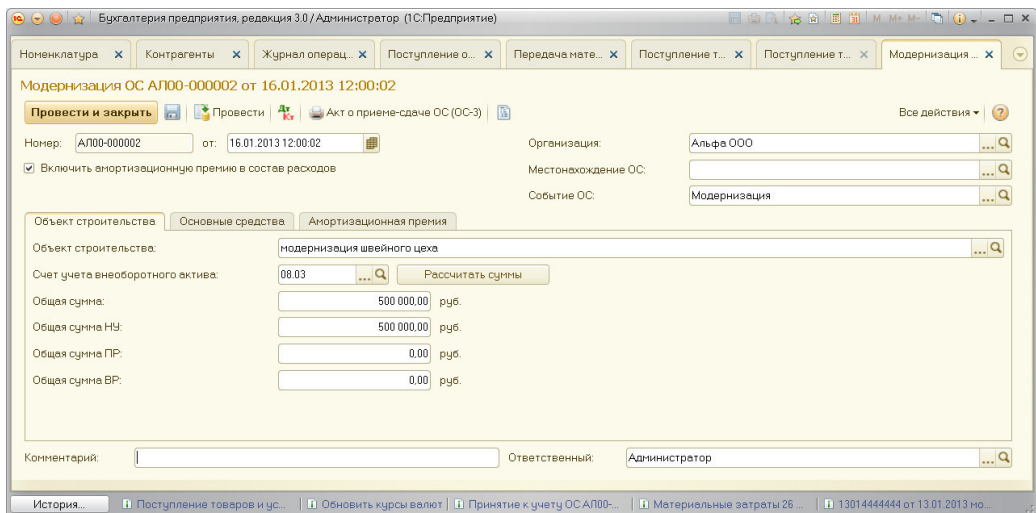 Бухгалтерия предприятия, редакция 3.0 / Администратор (1С:Предприятие) M M+ M-
Номенклатура Контрагенты Журнал операц... Поступление о... Передача мате... Поступление т... Поступление т... Модернизация ...
Модернизация ОС АЛ00-000002 от 16.01.2013 12:00:02
Провести и закрыть Провести Дт Кт Акт о приеме-сдаче ОС (ОС-3) Все действия
Номер: АЛ00-000002 от: 16.01.2013 12:00:02 Организация: Альфа ООО ...
Включить амортизационную премию в состав расходов Местонахождение ОС: ...
Событие ОС: Модернизация ...
Объект строительства Основные средства Амортизационная премия
Объект строительства: модернизация швейного цеха ...
Счет учета внеоборотного актива: 08.03 ... Рассчитать суммы
Общая сумма: 500 000,00 руб.
Общая сумма НУ: 500 000,00 руб.
Общая сумма ПР: 0,00 руб.
Общая сумма ВР: 0,00 руб.
Комментарий: Ответственный: Администратор ...
История... Поступление товаров и ус... Обновить курсы валют Принятие к учету ОС АЛ00-... Материальные затраты 26 ... 13014444444 от 13.01.2013 мо...